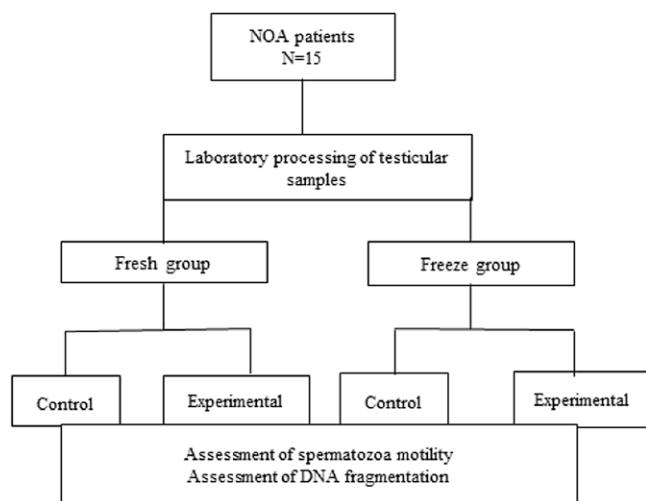 NOA patients
N=15
Laboratory processing of testicular
samples
Fresh group
Freeze group
Control
Experimental
Control
Experimental
Assessment of spermatozoa motility
Assessment of DNA fragmentation